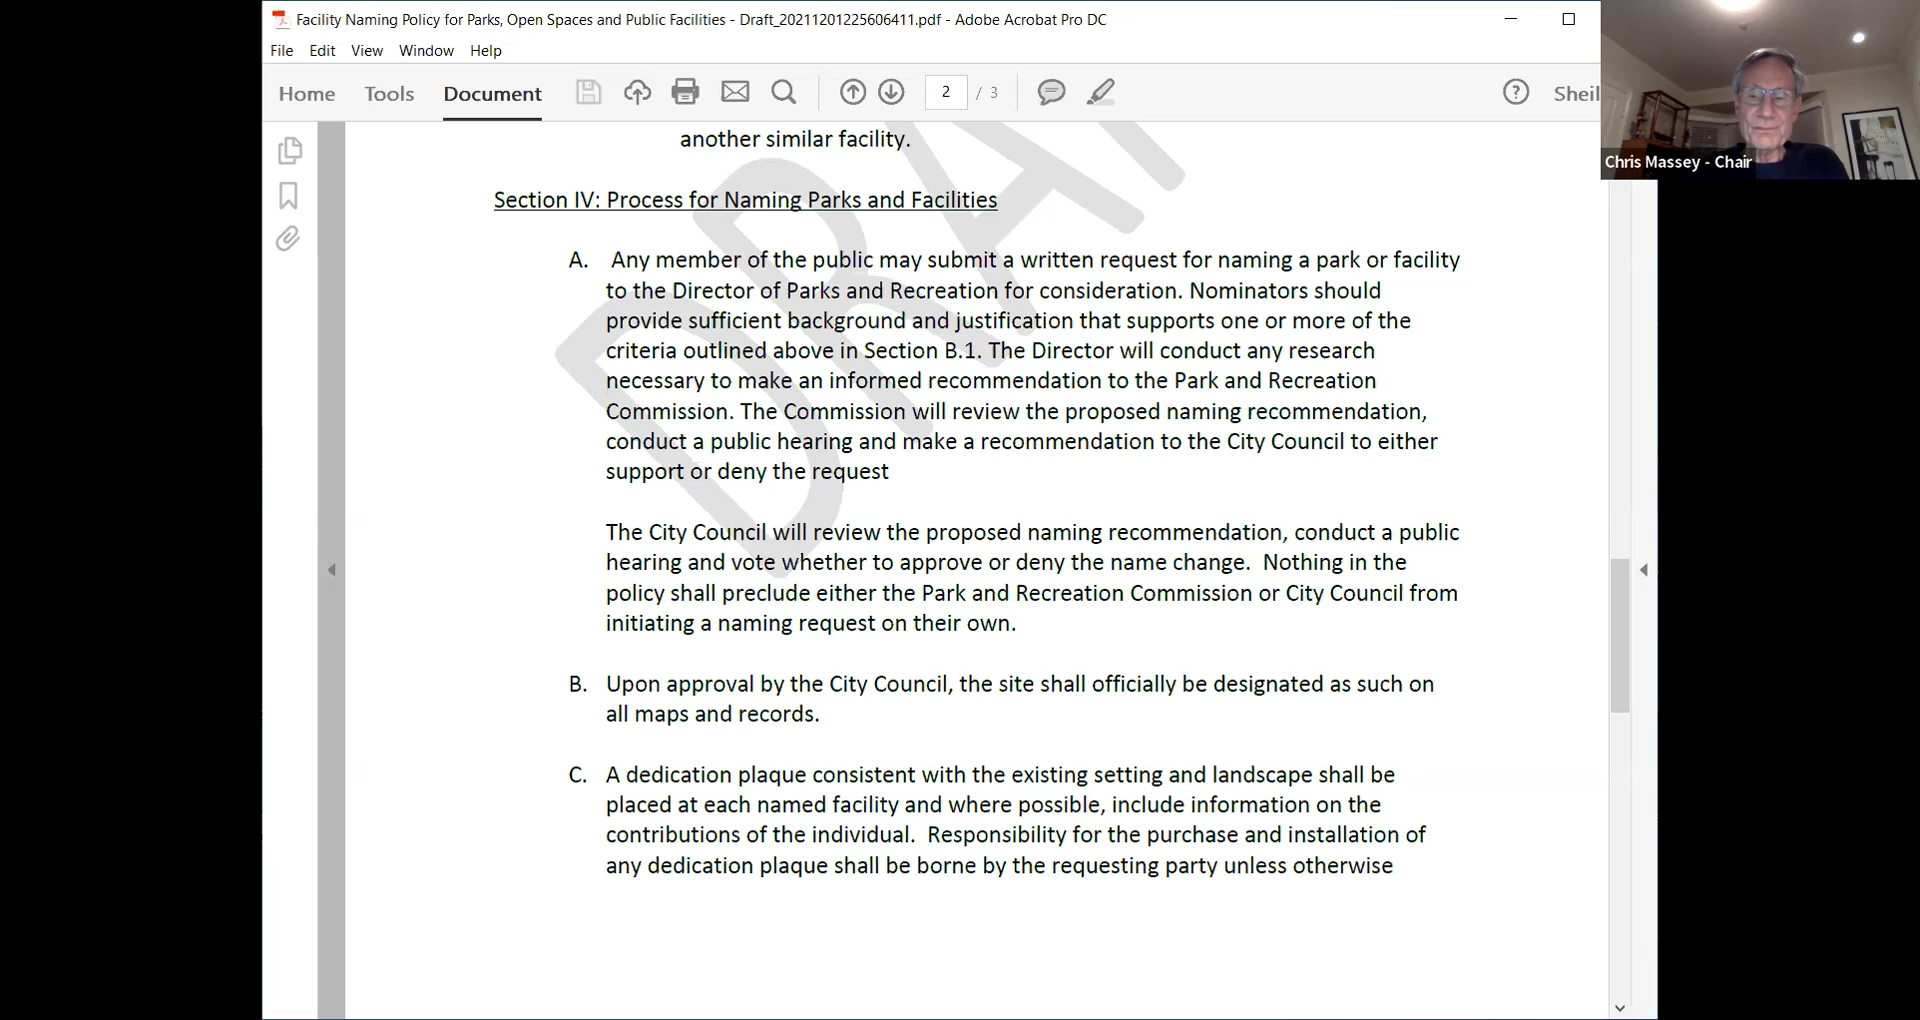 Facility Naming Policy for Parks, Open Spaces and Public Facilities - Draft_20211201225606411.pdf - Adobe Acrobat Pro DC
File Edit View Window Help
Home Tools Document 2 / 3 Sheil
Chris Massey - Chair
DRA
another similar facility.
Section IV: Process for Naming Parks and Facilities
A. Any member of the public may submit a written request for naming a park or facility
to the Director of Parks and Recreation for consideration. Nominators should
provide sufficient background and justification that supports one or more of the
criteria outlined above in Section B.1. The Director will conduct any research
necessary to make an informed recommendation to the Park and Recreation
Commission. The Commission will review the proposed naming recommendation,
conduct a public hearing and make a recommendation to the City Council to either
support or deny the request
The City Council will review the proposed naming recommendation, conduct a public
hearing and vote whether to approve or deny the name change. Nothing in the
policy shall preclude either the Park and Recreation Commission or City Council from
initiating a naming request on their own.
B. Upon approval by the City Council, the site shall officially be designated as such on
all maps and records.
C. A dedication plaque consistent with the existing setting and landscape shall be
placed at each named facility and where possible, include information on the
contributions of the individual. Responsibility for the purchase and installation of
any dedication plaque shall be borne by the requesting party unless otherwise